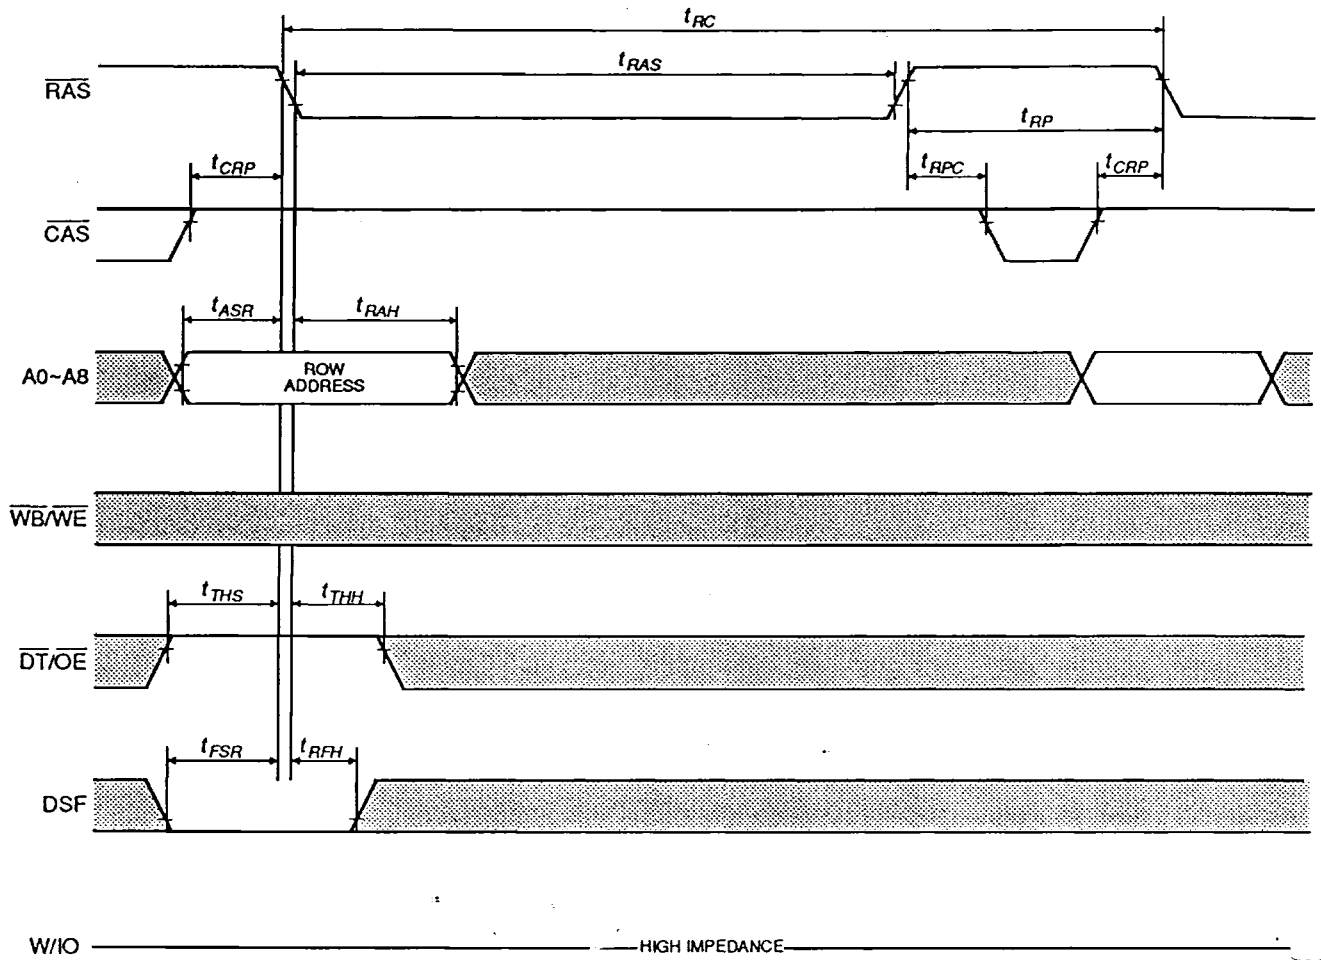 tRC
tRAS
RAS
tRP
tCRP
tRPC
tCRP
CAS
tASR
tRAH
A0~A8
ROW
ADDRESS
WB/WE
tTHS
tTHH
DT/OE
tFSR
tRFH
DSF
W/IO
HIGH IMPEDANCE